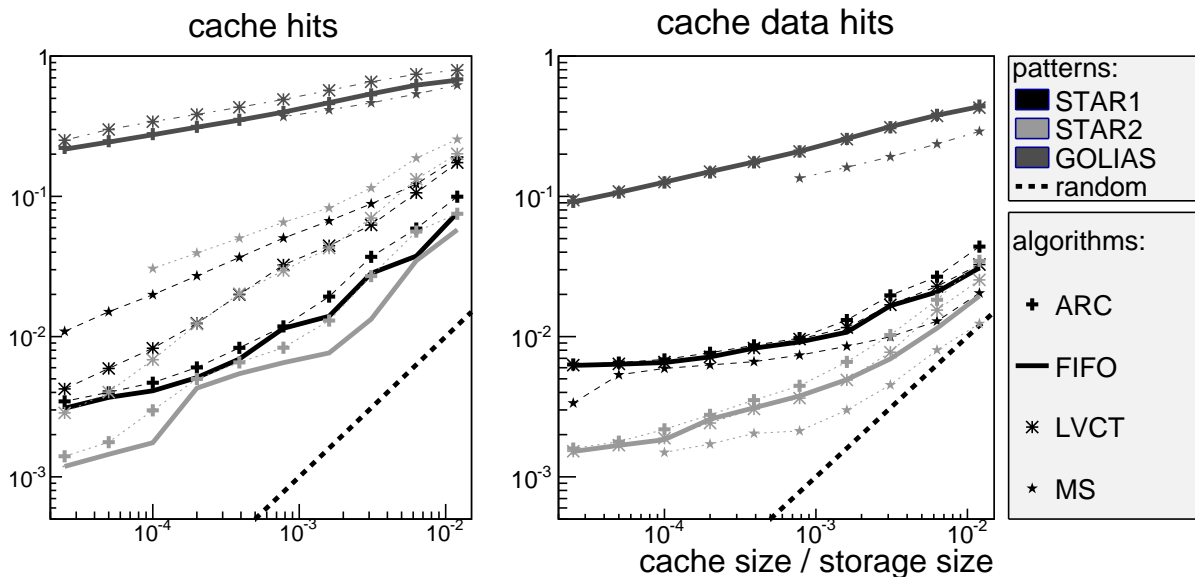 cache hits
cache data hits
1
10⁻¹
10⁻²
10⁻³
10⁻⁴
10⁻³
10⁻²
1
10⁻¹
10⁻²
10⁻³
10⁻⁴
10⁻³
10⁻²
cache size / storage size
patterns:
STAR1
STAR2
GOLIAS
random
algorithms:
ARC
FIFO
LVCT
MS